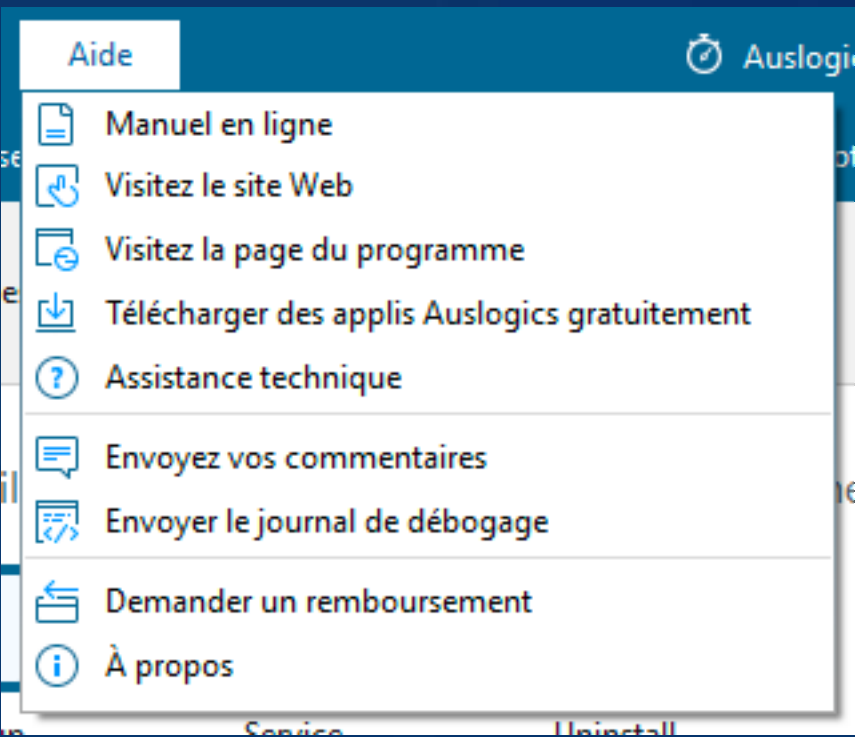 Aide
Manuel en ligne
Visitez le site Web
Visitez la page du programme
Télécharger des applis Auslogics gratuitement
Assistance technique
Envoyez vos commentaires
Envoyer le journal de débogage
Demander un remboursement
À propos
Service
Uninstall